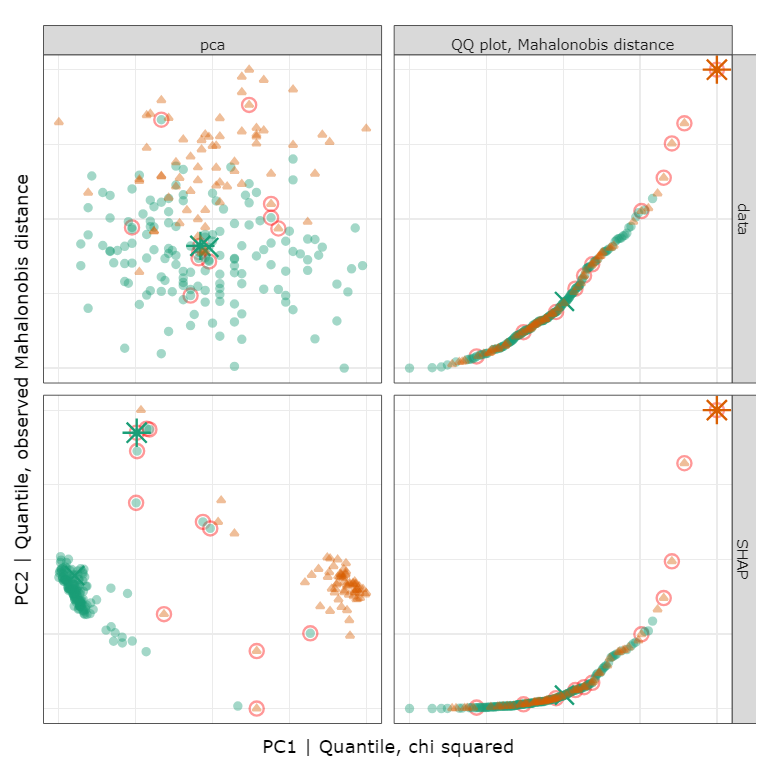 pca
QQ plot, Mahalonobis distance
data
SHAP
PC2 | Quantile, observed Mahalonobis distance
PC1 | Quantile, chi squared